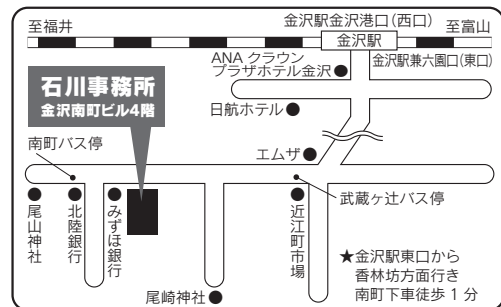 至福井
金沢駅金沢港口(西口)
至富山
金沢駅
金沢駅兼六園口(東口)
ANA クラウン
プラザホテル金沢
石川事務所
金沢南町ビル4階
日航ホテル
南町バス停
エムザ
武蔵ヶ辻バス停
尾山神社
北陸銀行
みずほ銀行
近江町市場
尾崎神社
★金沢駅東口から
香林坊方面行き
南町下車徒歩 1 分